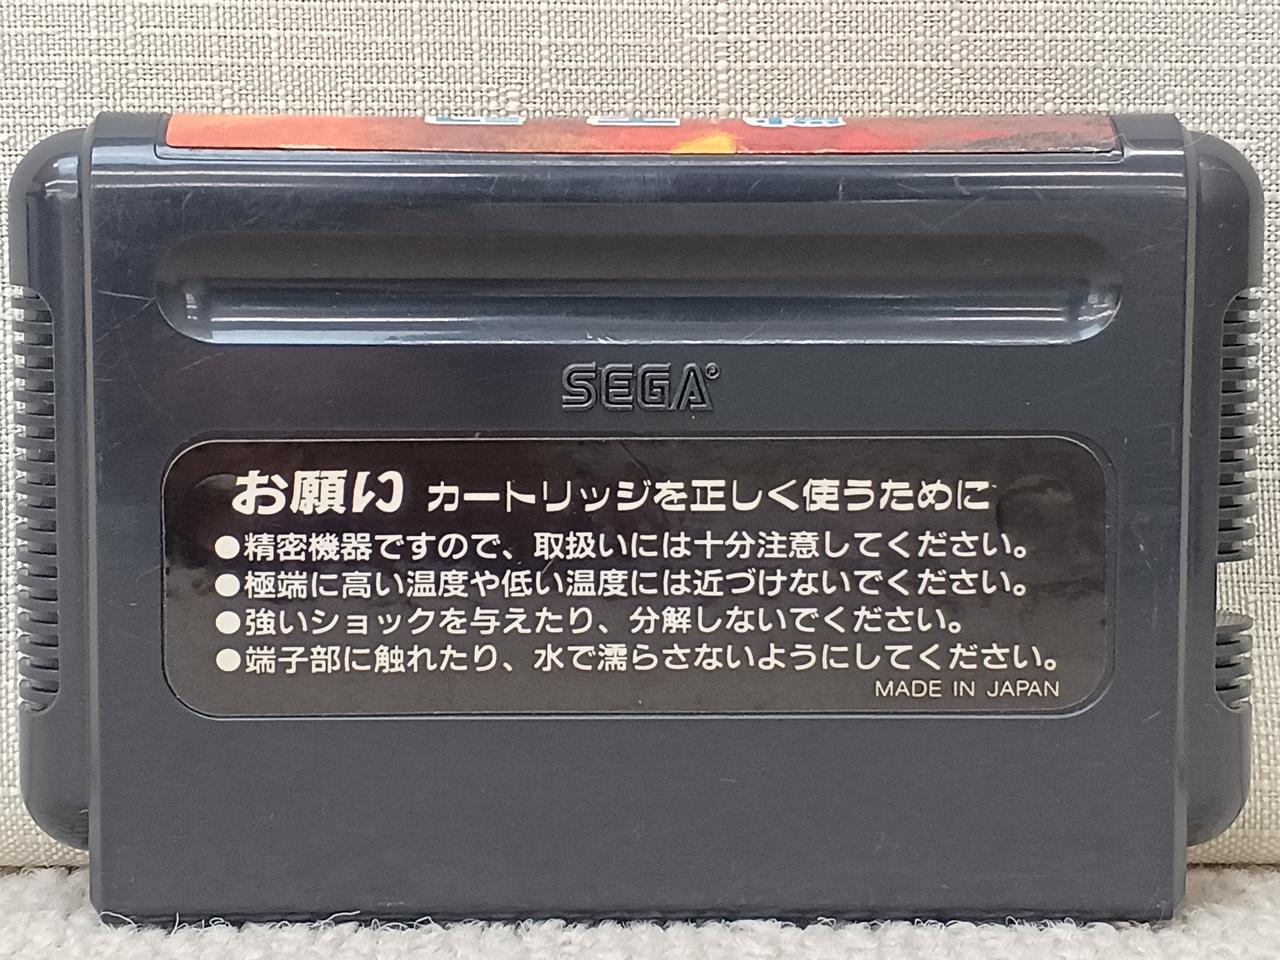 SEGA®
お願い カートリッジを正しく使うために
●精密機器ですので、取扱いには十分注意してください。
●極端に高い温度や低い温度には近づけないでください。
●強いショックを与えたり、分解しないでください。
●端子部に触れたり、水で濡らさないようにしてください。
MADE IN JAPAN